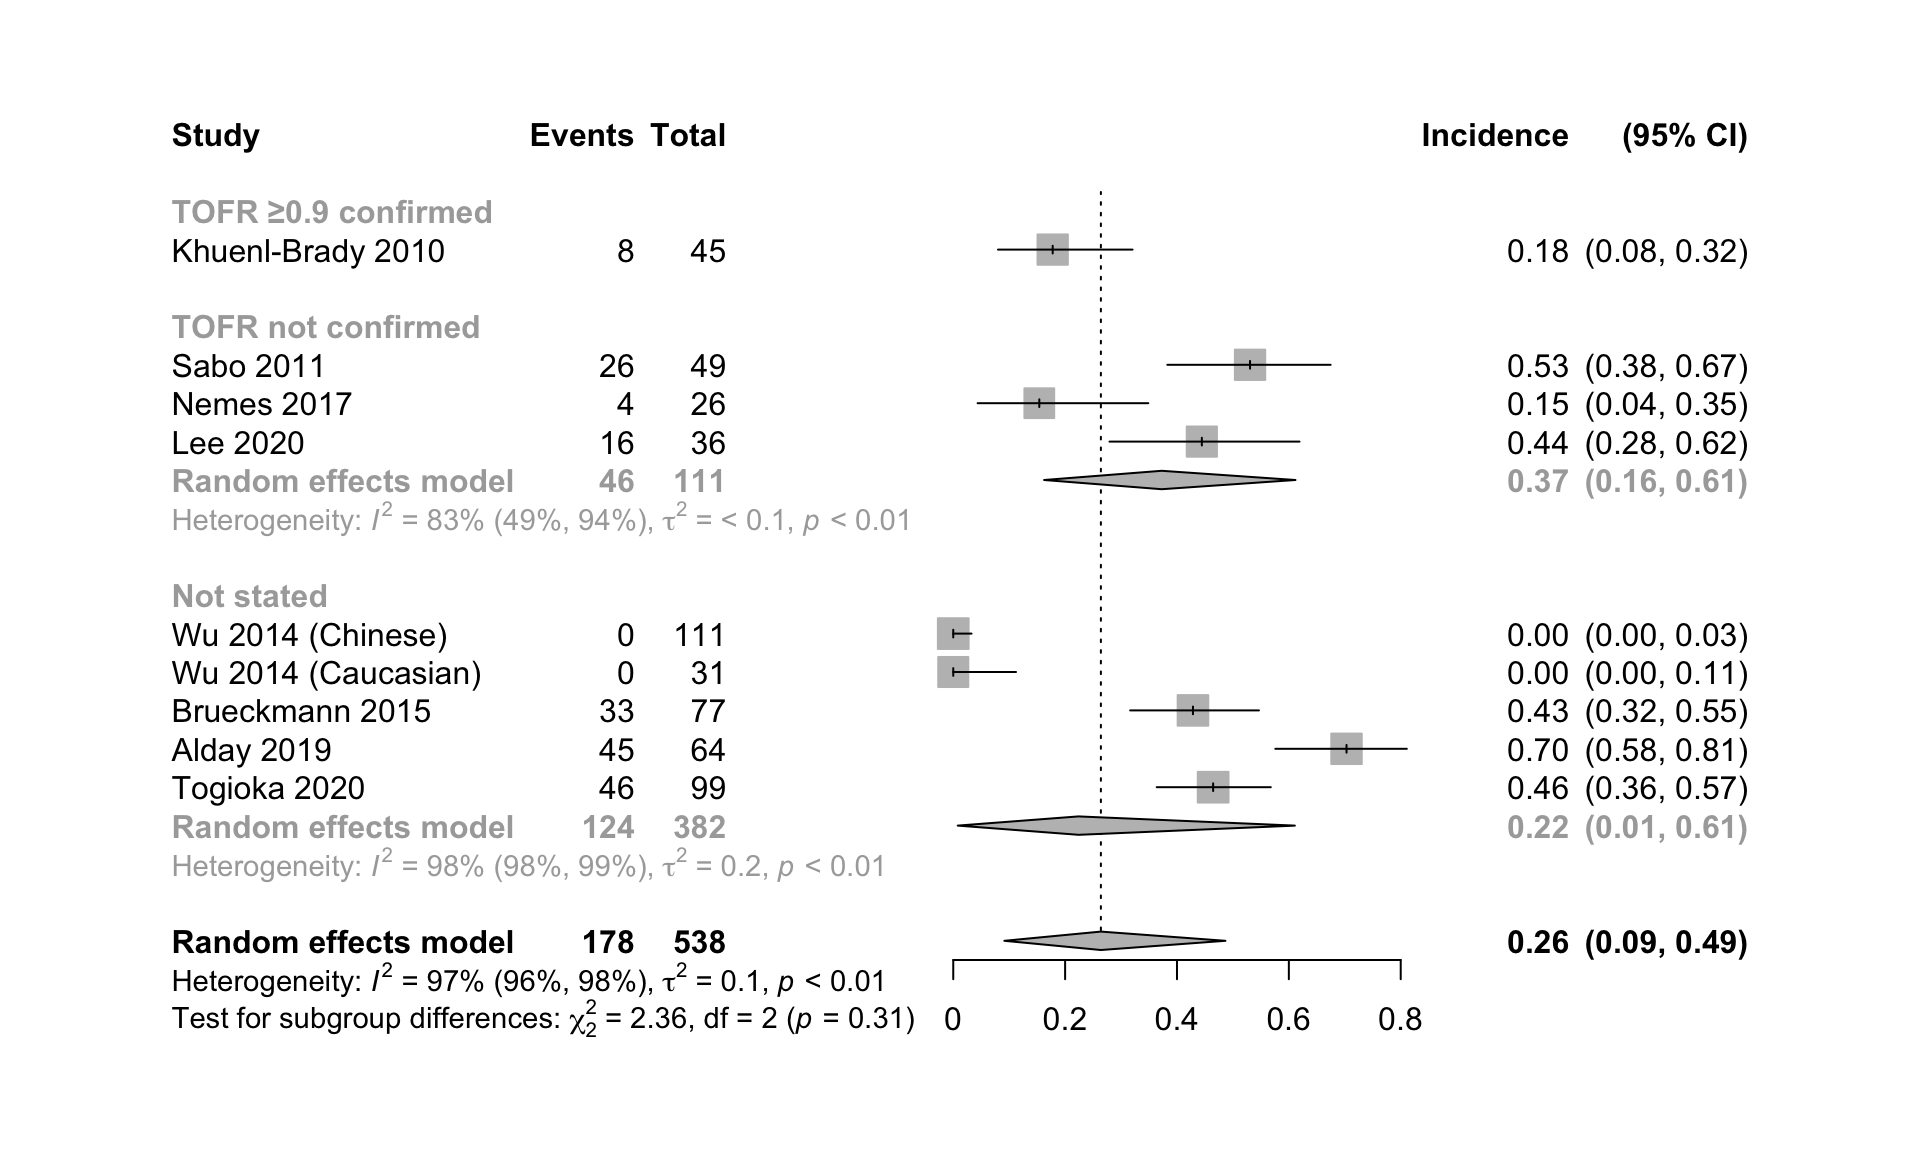 Study Events Total Incidence (95% CI)
TOFR ≥0.9 confirmed
Khuenl-Brady 2010 8 45 0.18 (0.08, 0.32)
TOFR not confirmed
Sabo 2011 26 49 0.53 (0.38, 0.67)
Nemes 2017 4 26 0.15 (0.04, 0.35)
Lee 2020 16 36 0.44 (0.28, 0.62)
Random effects model 46 111 0.37 (0.16, 0.61)
Heterogeneity: I² = 83% (49%, 94%), τ² = < 0.1, p < 0.01
Not stated
Wu 2014 (Chinese) 0 111 0.00 (0.00, 0.03)
Wu 2014 (Caucasian) 0 31 0.00 (0.00, 0.11)
Brueckmann 2015 33 77 0.43 (0.32, 0.55)
Alday 2019 45 64 0.70 (0.58, 0.81)
Togioka 2020 46 99 0.46 (0.36, 0.57)
Random effects model 124 382 0.22 (0.01, 0.61)
Heterogeneity: I² = 98% (98%, 99%), τ² = 0.2, p < 0.01
Random effects model 178 538 0.26 (0.09, 0.49)
Heterogeneity: I² = 97% (96%, 98%), τ² = 0.1, p < 0.01
Test for subgroup differences: χ²₂ = 2.36, df = 2 (p = 0.31) 0 0.2 0.4 0.6 0.8